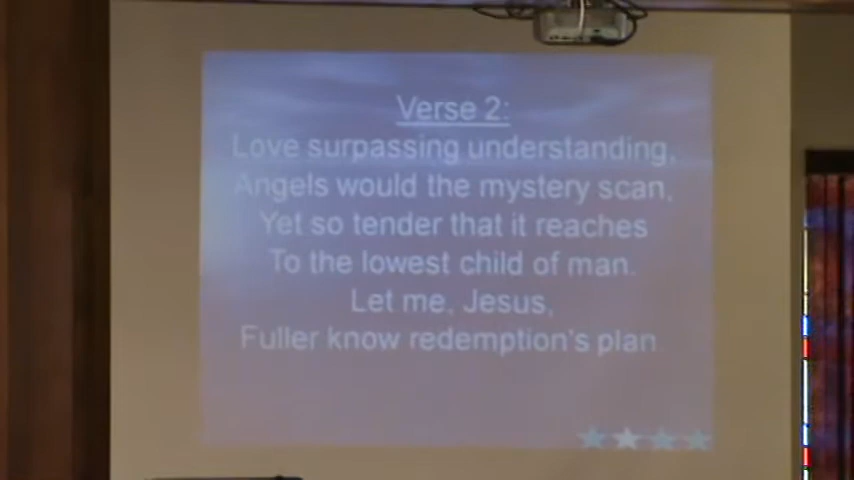 Verse 2:
Love surpassing understanding,
Angels would the mystery scan,
Yet so tender that it reaches
To the lowest child of man.
Let me, Jesus,
Fuller know redemption's plan.